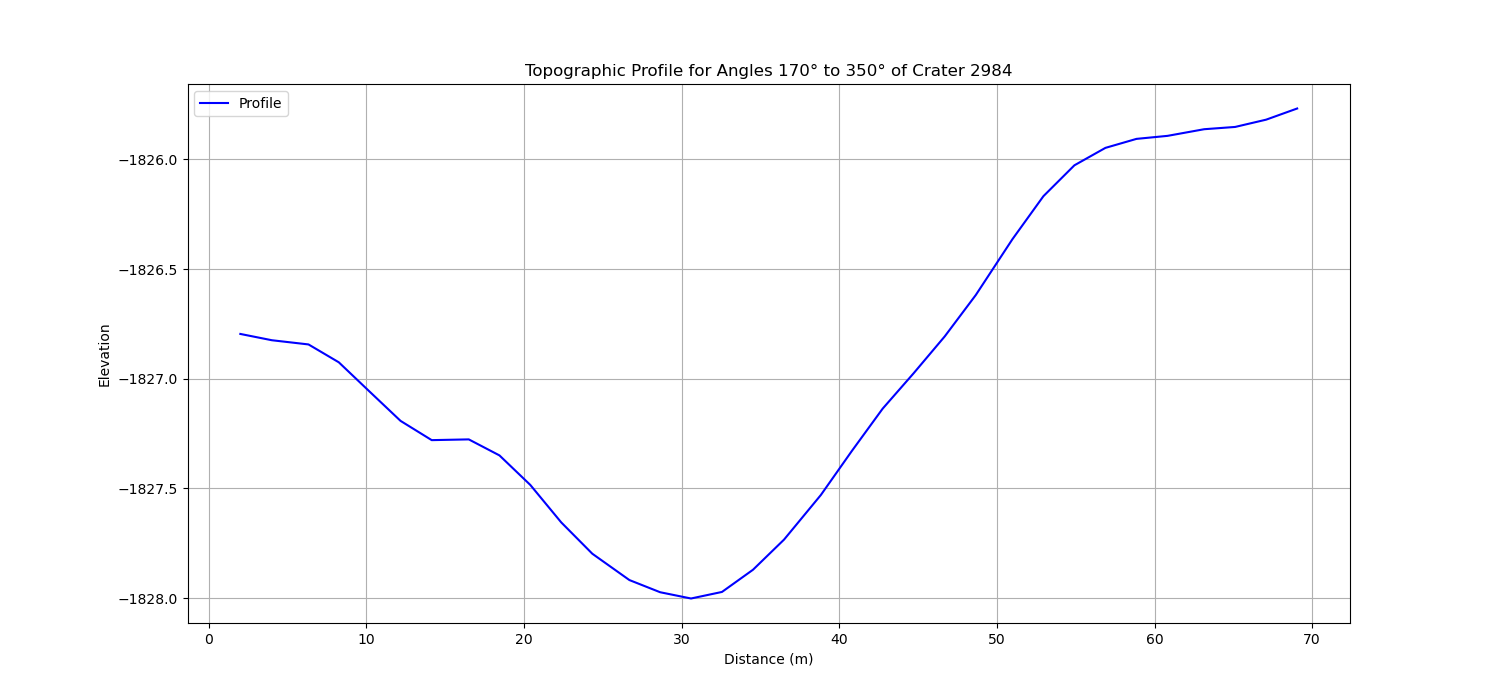 Topographic Profile for Angles 170° to 350° of Crater 2984
Profile
−1826.0
−1826.5
−1827.0
−1827.5
−1828.0
Elevation
0 10 20 30 40 50 60 70
Distance (m)